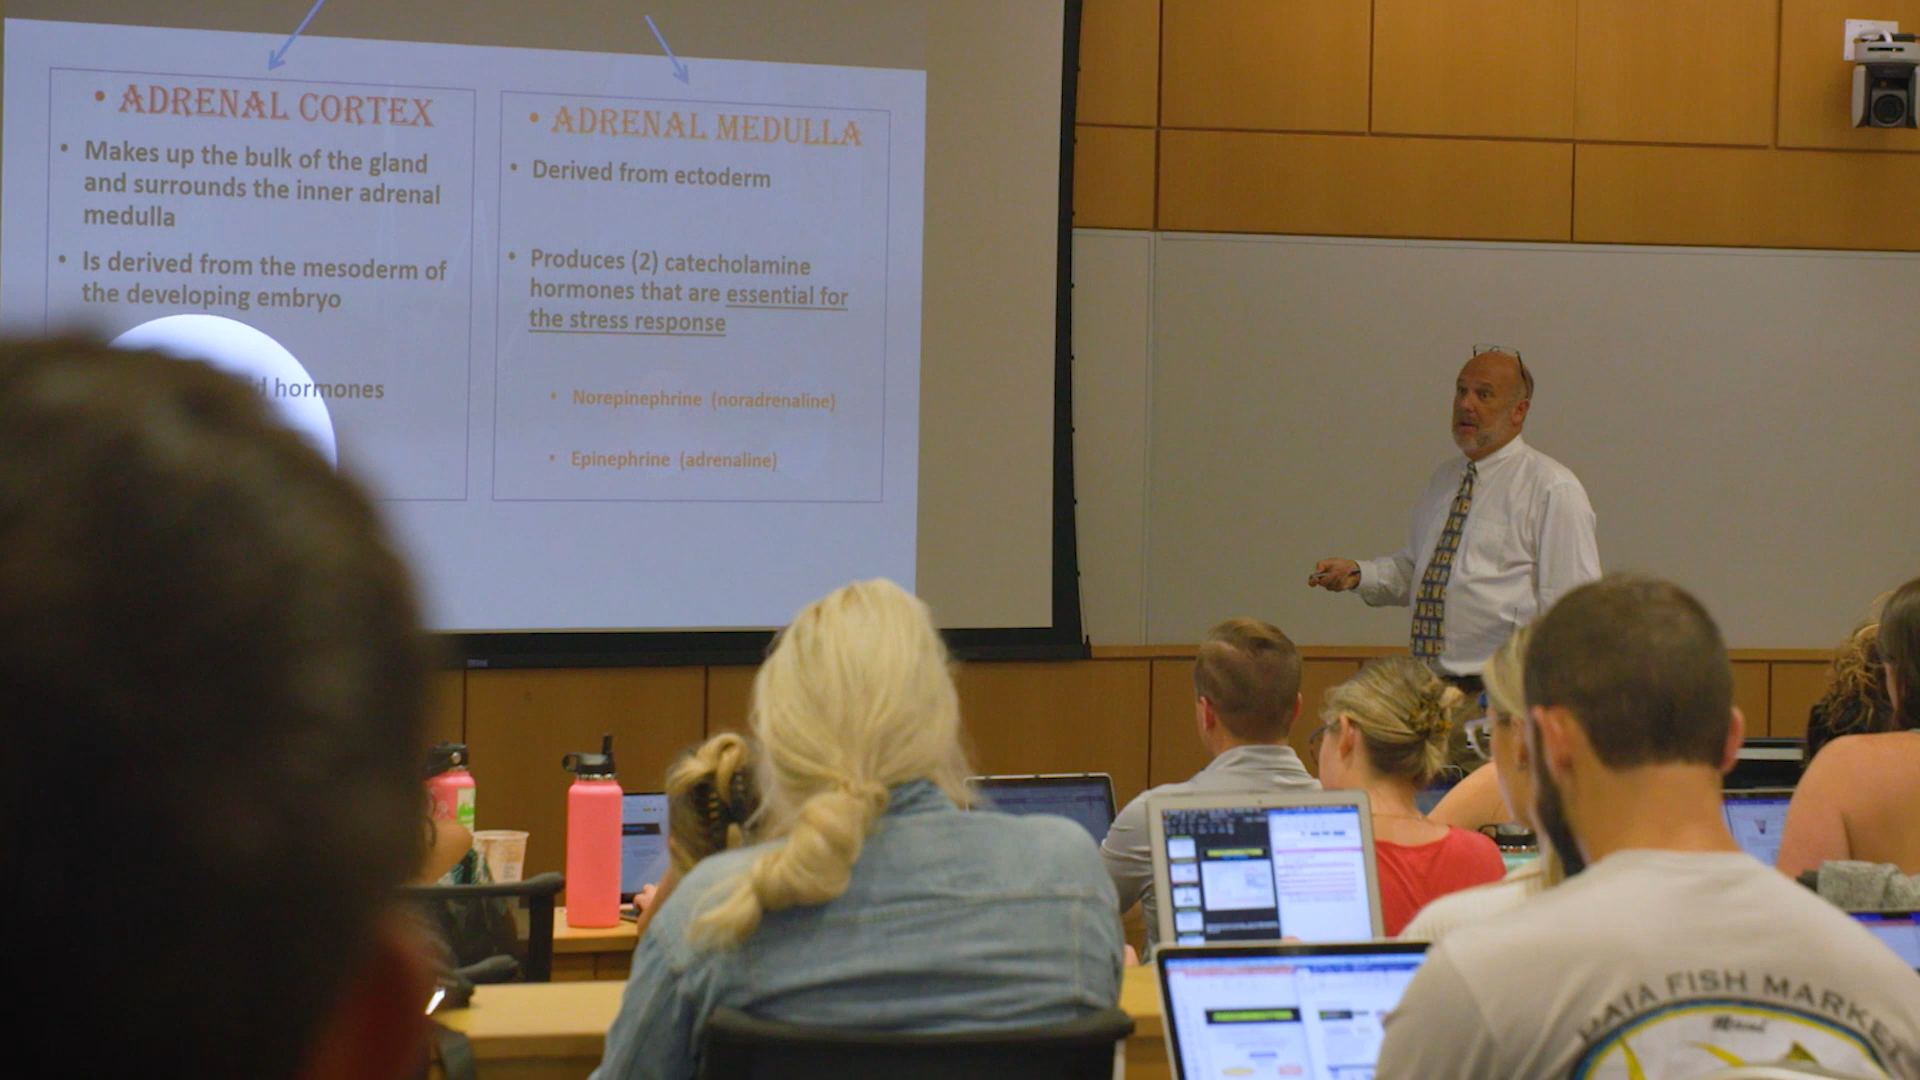 • ADRENAL CORTEX
• Makes up the bulk of the gland
and surrounds the inner adrenal
medulla
• Is derived from the mesoderm of
the developing embryo
hormones
• ADRENAL MEDULLA
• Derived from ectoderm
• Produces (2) catecholamine
hormones that are essential for
the stress response
• Norepinephrine (noradrenaline)
• Epinephrine (adrenaline)
PAIA FISH MARKET
Maui